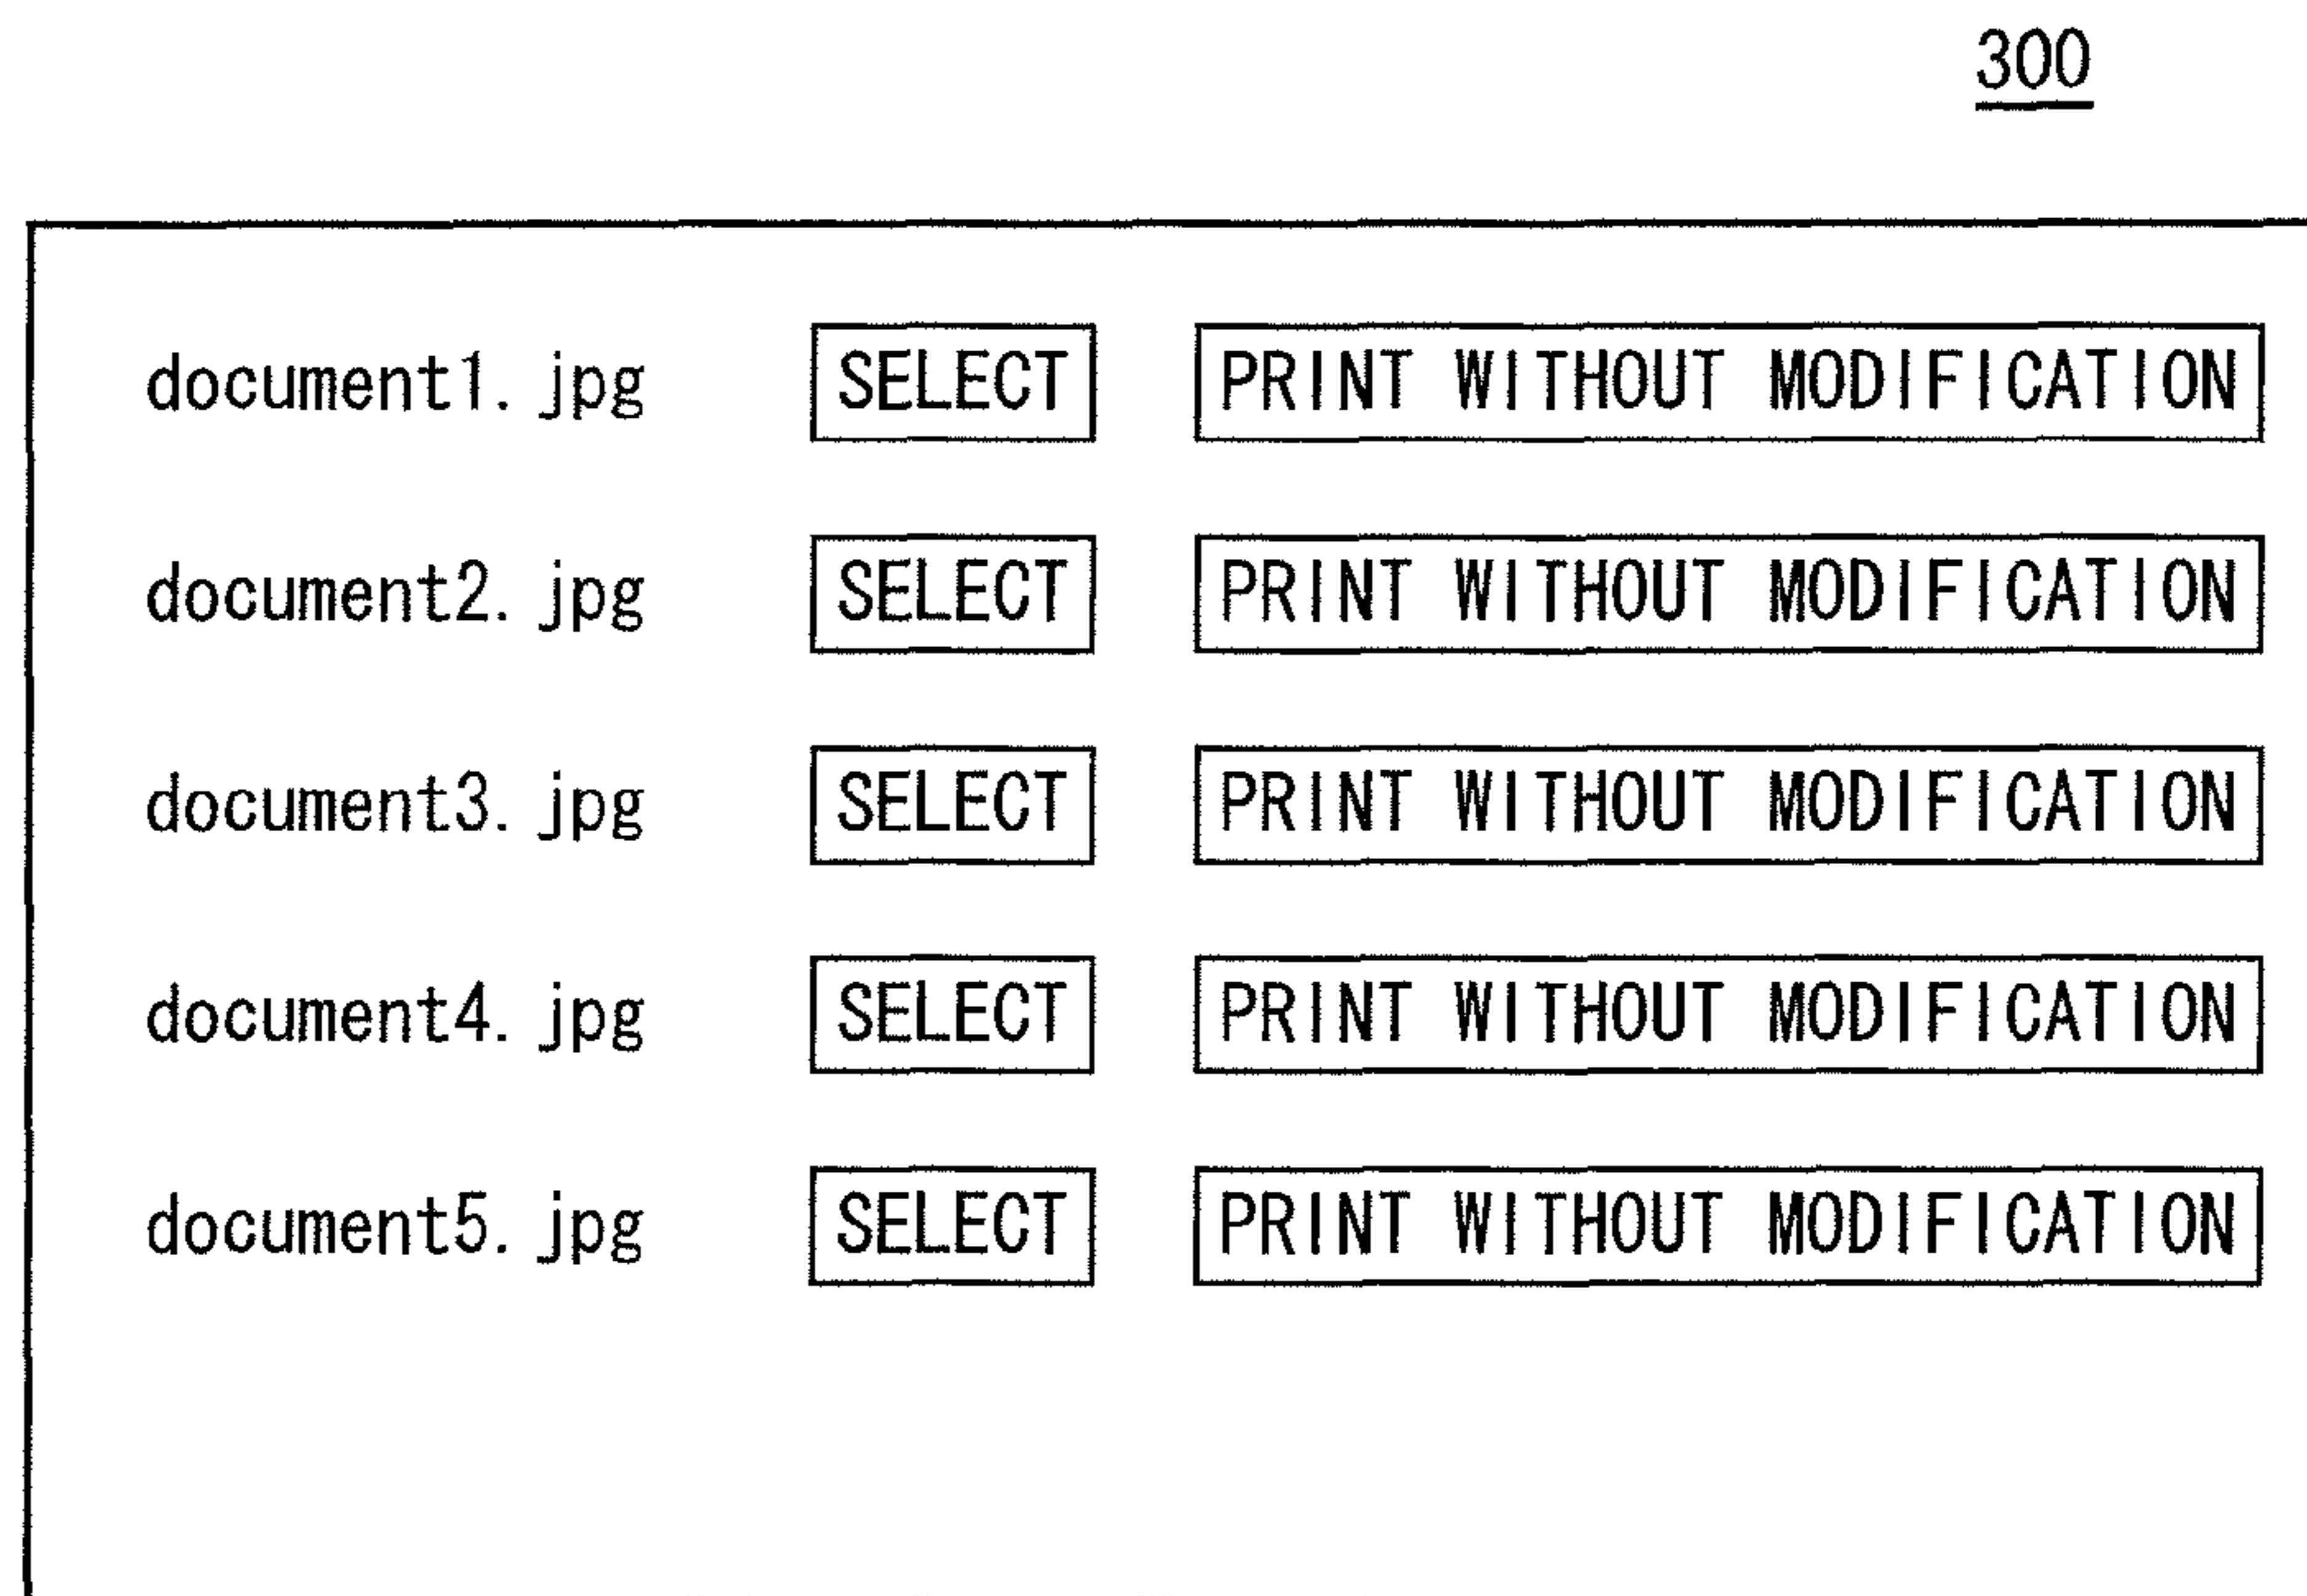 300
document1.jpg SELECT PRINT WITHOUT MODIFICATION
document2.jpg SELECT PRINT WITHOUT MODIFICATION
document3.jpg SELECT PRINT WITHOUT MODIFICATION
document4.jpg SELECT PRINT WITHOUT MODIFICATION
document5.jpg SELECT PRINT WITHOUT MODIFICATION